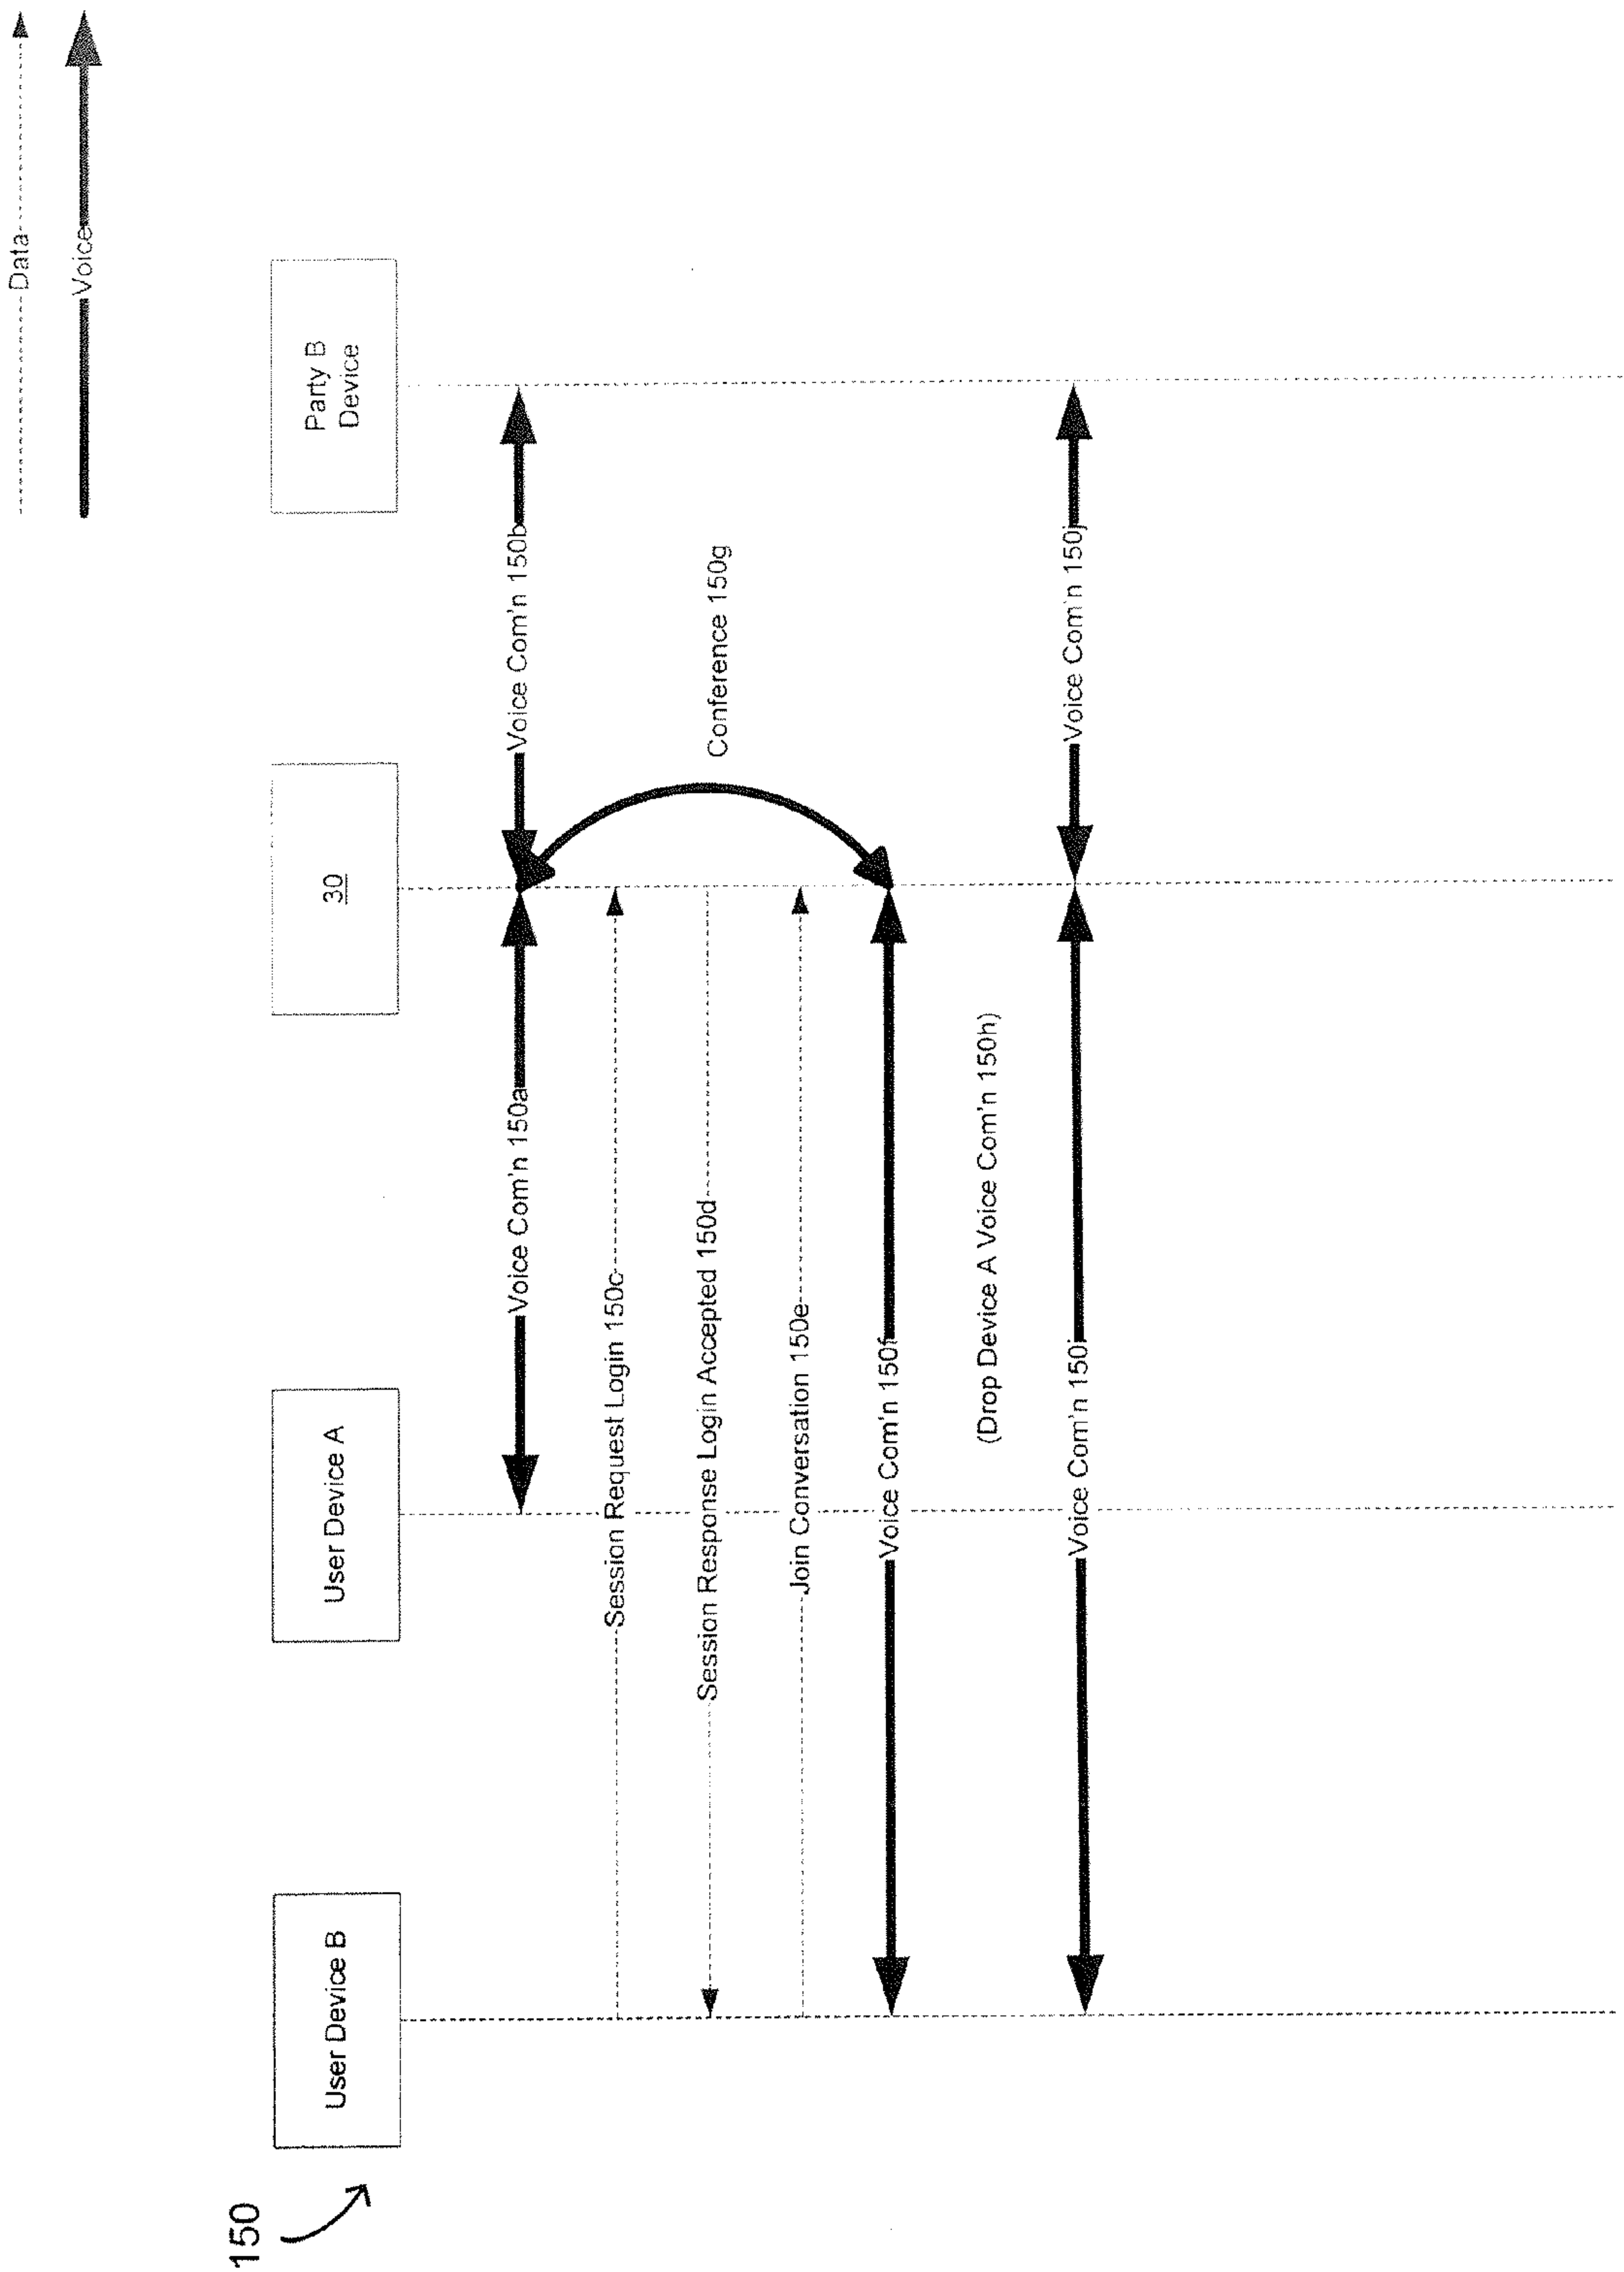 Data
Voice
150
User Device B
User Device A
30
Party B
Device
Voice Com'n 150a
Voice Com'n 150b
Session Request Login 150c
Session Response Login Accepted 150d
Conference 150g
Join Conversation 150e
Voice Com'n 150f
(Drop Device A Voice Com'n 150h)
Voice Com'n 150i
Voice Com'n 150j